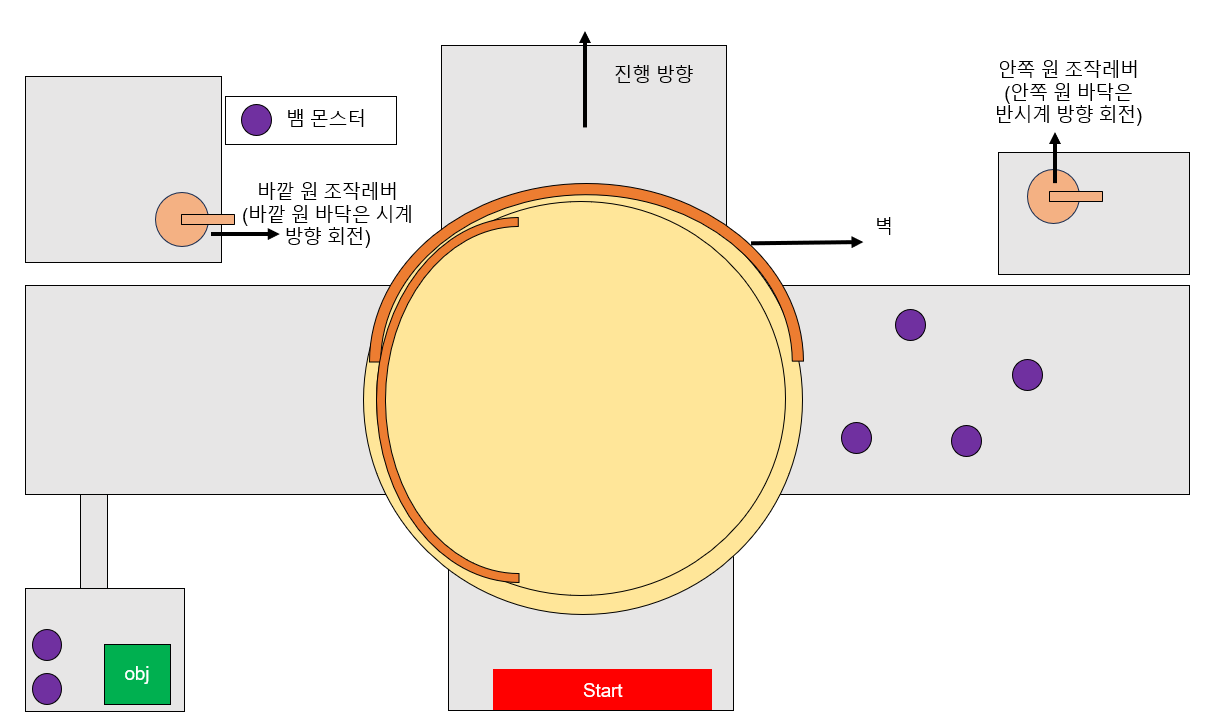 진행 방향
뱀 몬스터
안쪽 원 조작레버
(안쪽 원 바닥은
반시계 방향 회전)
바깥 원 조작레버
(바깥 원 바닥은 시계
방향 회전)
벽
obj
Start